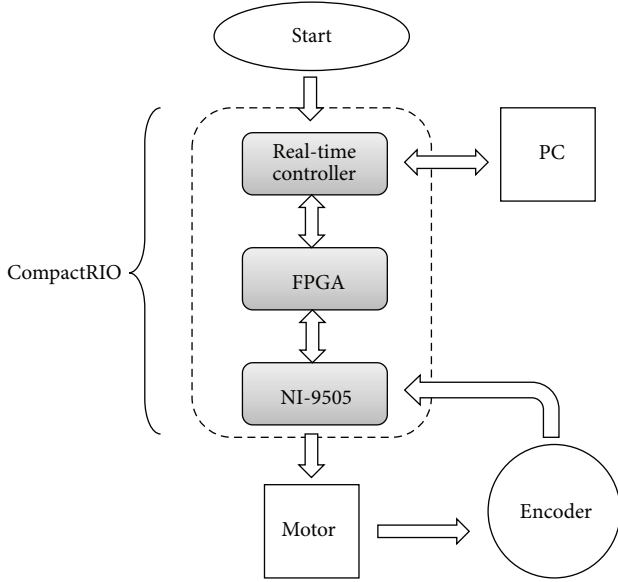 Start
Real-time
controller
PC
CompactRIO
FPGA
NI-9505
Motor
Encoder